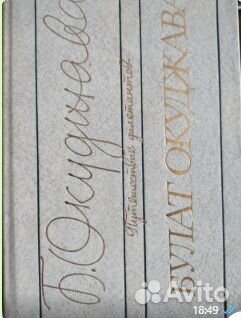 Б. Окуджава
Путешествие дилетантов
БУЛАТ ОКУДЖАВА
18:49
Avito